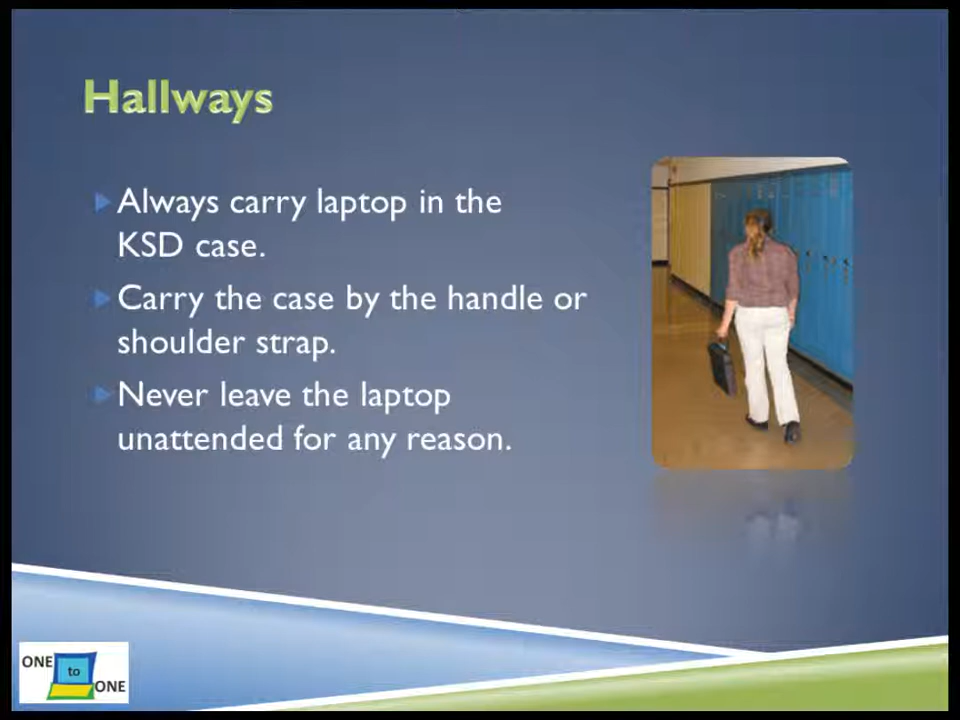 Hallways
Always carry laptop in the
KSD case.
Carry the case by the handle or
shoulder strap.
Never leave the laptop
unattended for any reason.
ONE
to
ONE